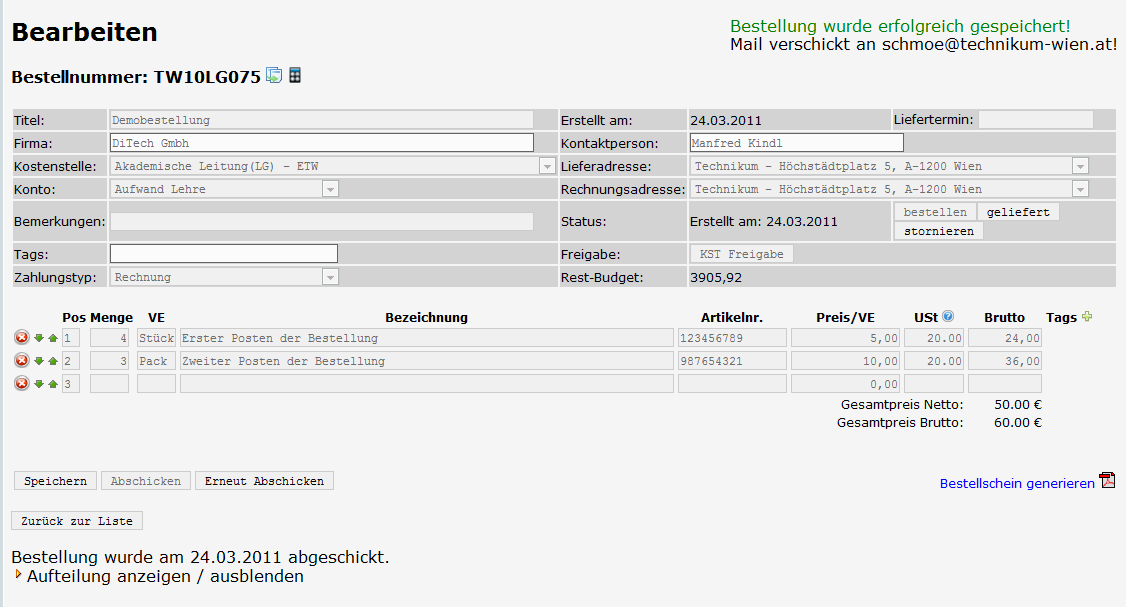 Bearbeiten
Bestellung wurde erfolgreich gespeichert!
Mail verschickt an schmoe@technikum-wien.at!
Bestellnummer: TW10LG075
Titel: Demobestellung Erstellt am: 24.03.2011 Liefertermin:
Firma: DiTech Gmbh Kontaktperson: Manfred Kindl
Kostenstelle: Akademische Leitung(LG) - ETW Lieferadresse: Technikum - Höchstädtplatz 5, A-1200 Wien
Konto: Aufwand Lehre Rechnungsadresse: Technikum - Höchstädtplatz 5, A-1200 Wien
Bemerkungen: Status: Erstellt am: 24.03.2011 bestellen geliefert
stornieren
Tags: Freigabe: KST Freigabe
Zahlungstyp: Rechnung Rest-Budget: 3905,92
Pos Menge VE Bezeichnung Artikelnr. Preis/VE USt Brutto Tags
1 4 Stück Erster Posten der Bestellung 123456789 5,00 20.00 24,00
2 3 Pack Zweiter Posten der Bestellung 987654321 10,00 20.00 36,00
3 0,00
Gesamtpreis Netto: 50.00 €
Gesamtpreis Brutto: 60.00 €
Speichern Abschicken Erneut Abschicken
Bestellschein generieren
Zurück zur Liste
Bestellung wurde am 24.03.2011 abgeschickt.
Aufteilung anzeigen / ausblenden